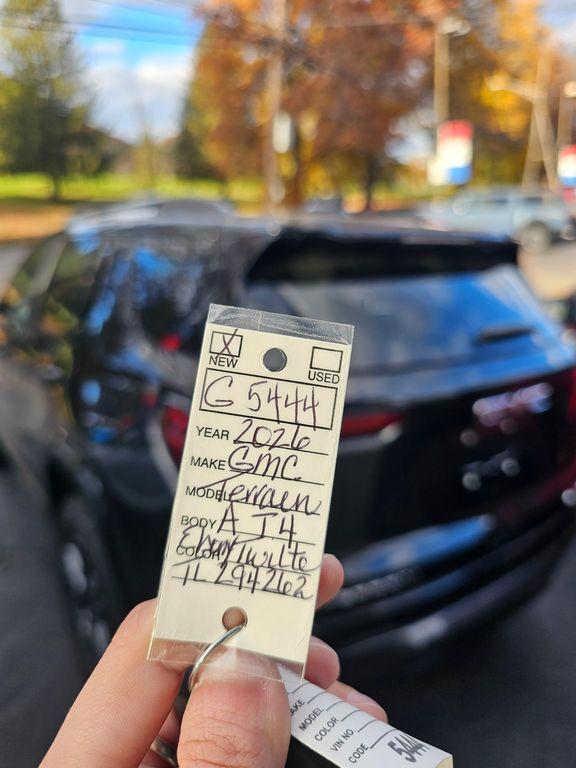 X
NEW USED
G 5444
YEAR 2026
MAKE GMC
MODEL Terrain
BODY AT4
COLOR Ebony Twilite
TL 294262
MAKE
MODEL
COLOR
VIN NO.
CODE 5444